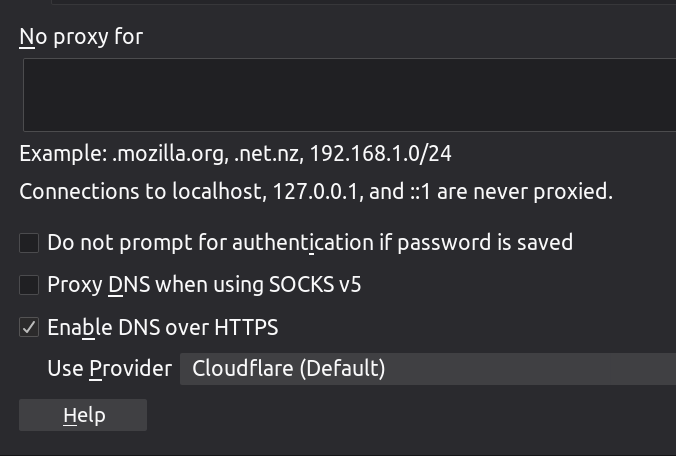 No proxy for
Example: .mozilla.org, .net.nz, 192.168.1.0/24
Connections to localhost, 127.0.0.1, and ::1 are never proxied.
Do not prompt for authentication if password is saved
Proxy DNS when using SOCKS v5
Enable DNS over HTTPS
Use Provider Cloudflare (Default)
Help